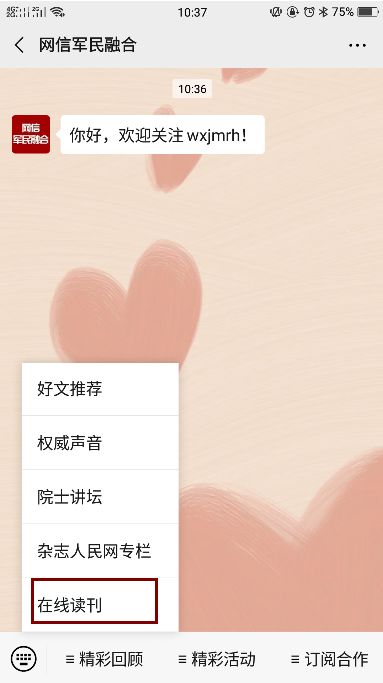 10:37
75%
网信军民融合
10:36
网信
军民融合
你好，欢迎关注 wxjmrh！
好文推荐
权威声音
院士讲坛
杂志人民网专栏
在线读刊
≡ 精彩回顾
≡ 精彩活动
≡ 订阅合作